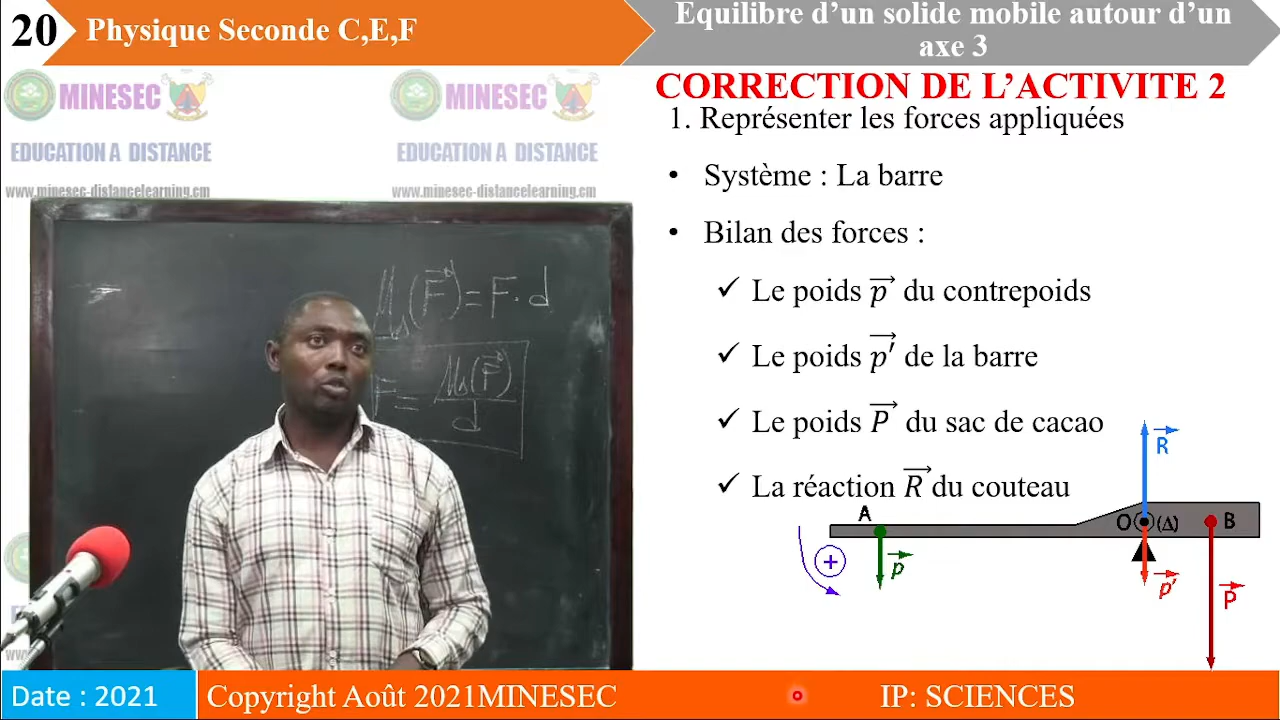 20
Physique Seconde C,E,F
Equilibre d’un solide mobile autour d’un
axe 3
MINESEC
MINESEC
EDUCATION A DISTANCE
EDUCATION A DISTANCE
www.minesec-distancelearning.cm
www.minesec-distancelearning.cm
CORRECTION DE L’ACTIVITE 2
1. Représenter les forces appliquées
• Système : La barre
• Bilan des forces :
✓ Le poids p⃗ du contrepoids
✓ Le poids p⃗' de la barre
✓ Le poids P⃗ du sac de cacao
✓ La réaction R⃗ du couteau
R⃗
A
O (Δ) B
+
p⃗
p⃗'
P⃗
(F⃗) = F . d
F =
(F⃗)
d
Date : 2021
Copyright Août 2021MINESEC
IP: SCIENCES